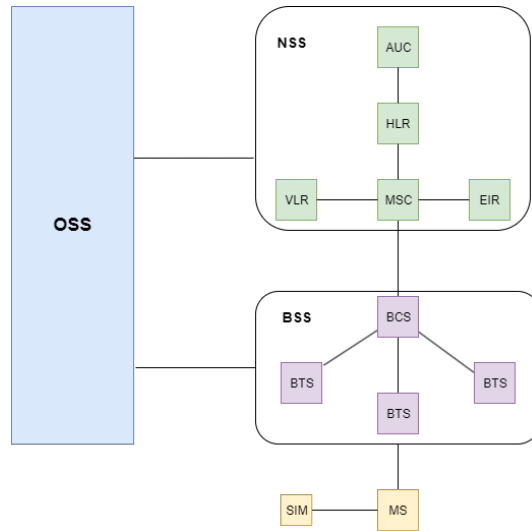 NSS
AUC
HLR
VLR MSC EIR
OSS
BSS
BCS
BTS BTS
BTS
SIM MS